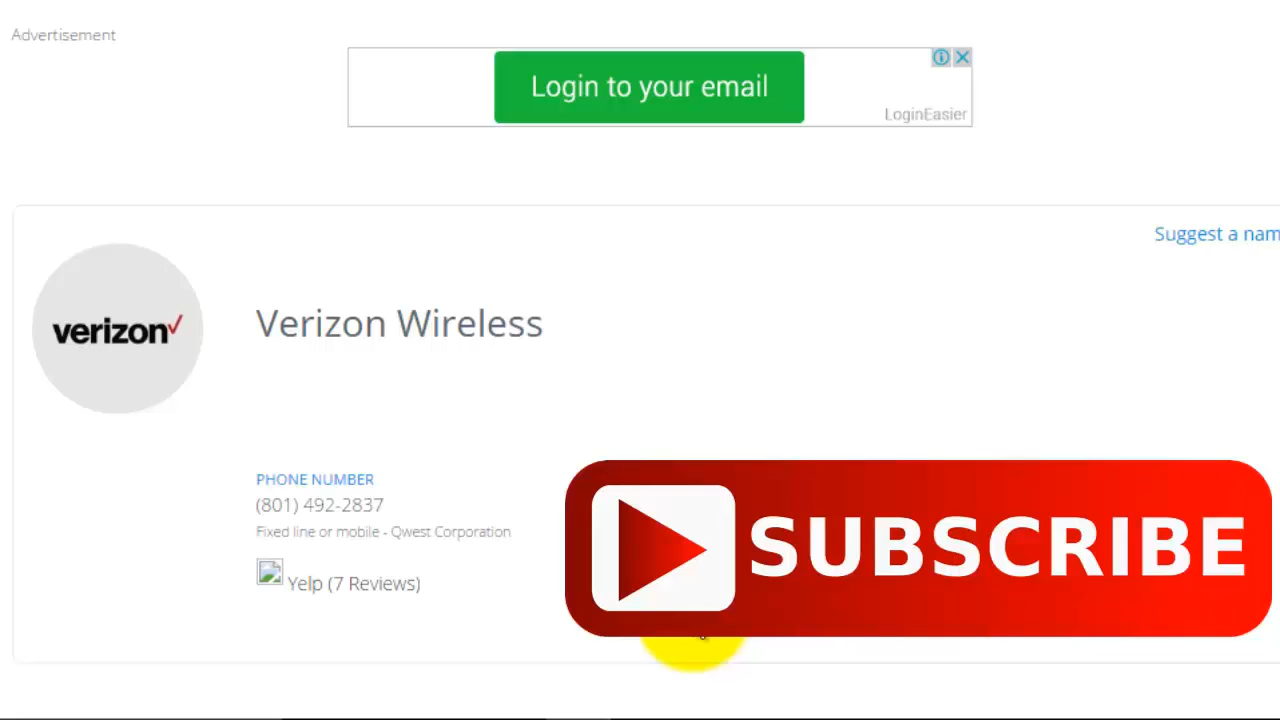 Advertisement
Login to your email
LoginEasier
Suggest a nam
verizon
Verizon Wireless
PHONE NUMBER
(801) 492-2837
Fixed line or mobile - Qwest Corporation
Yelp (7 Reviews)
SUBSCRIBE